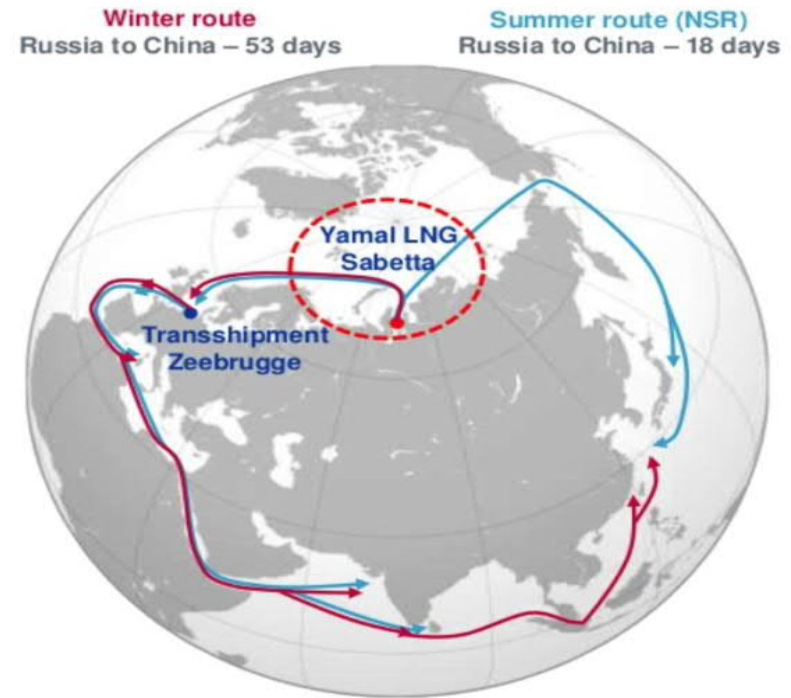 Winter route
Russia to China – 53 days
Summer route (NSR)
Russia to China – 18 days
Yamal LNG
Sabetta
Transshipment
Zeebrugge